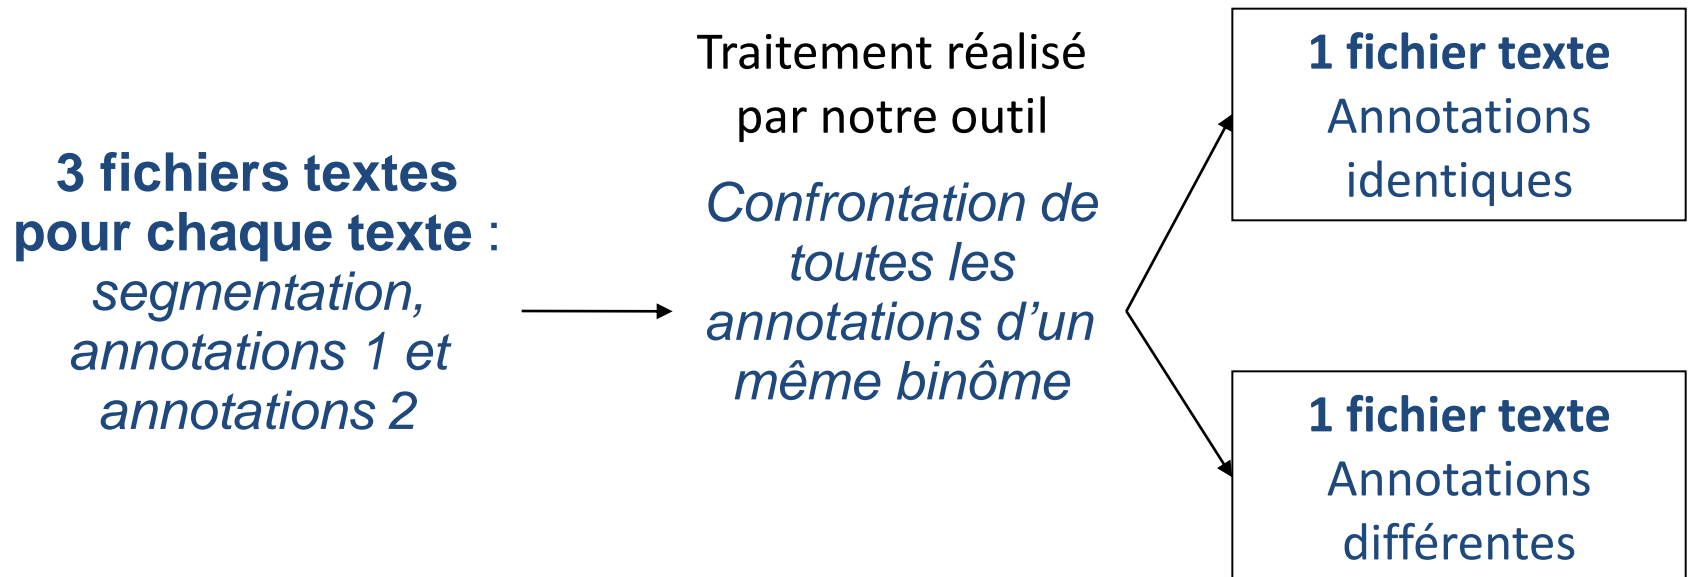 3 fichiers textes
pour chaque texte :
segmentation,
annotations 1 et
annotations 2
Traitement réalisé
par notre outil
Confrontation de
toutes les
annotations d’un
même binôme
1 fichier texte
Annotations
identiques
1 fichier texte
Annotations
différentes